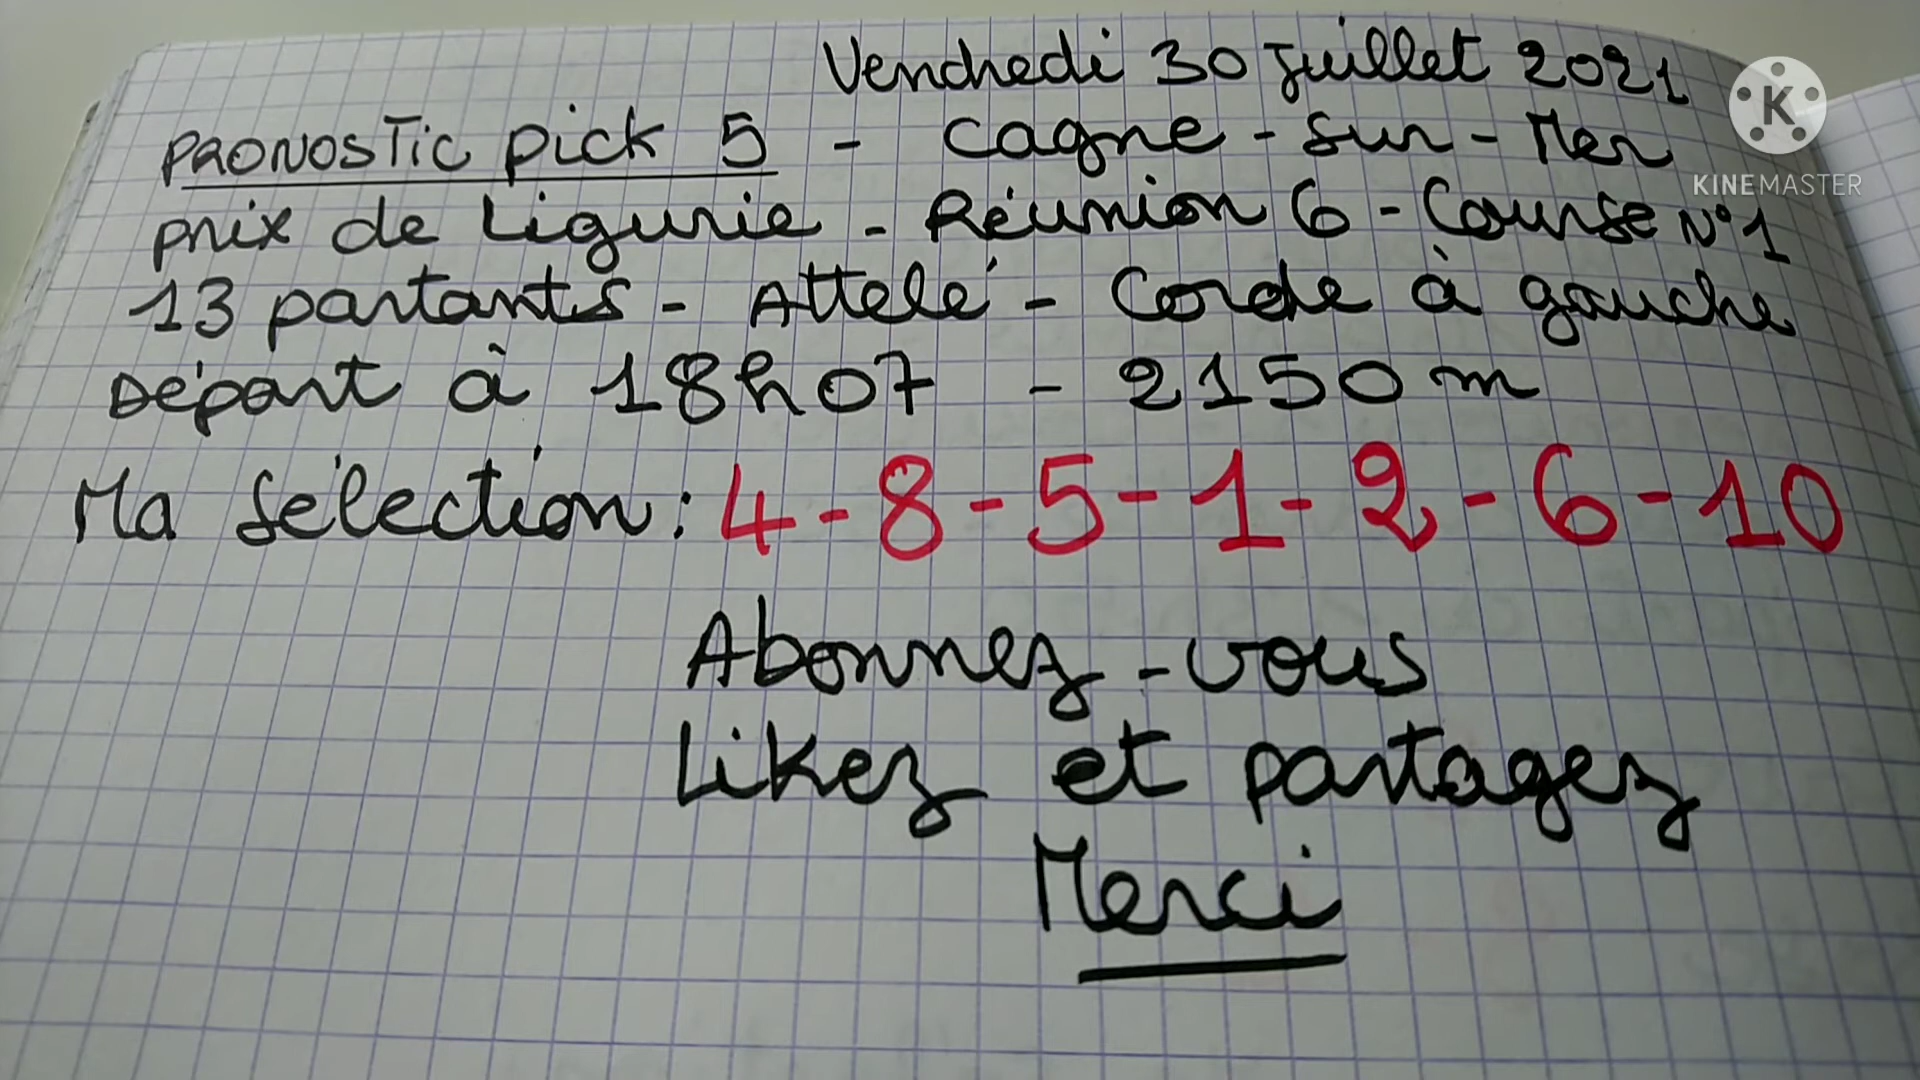 Vendredi 30 Juillet 2021
PRONOSTIC pick 5 - Cagne-sur-Mer
prix de Ligurie - Réunion 6 - Course N°1
13 partants - Attelé - Corde à gauche
Départ à 18h07 - 2150 m
Ma sélection : 4-8-5-1-2-6-10
Abonnez-vous
Likez et partagez
Merci
K
KINEMASTER